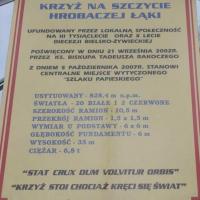 KRZYŻ NA SZCZYCIE
HROBACZEJ ŁĄKI
UFUNDOWANY PRZEZ LOKALNĄ SPOŁECZNOŚĆ
NA III TYSIĄCLECIE ORAZ X LECIE
DIECEZJI BIELSKO-ŻYWIECKIEJ
POŚWIĘCONY W DNIU 21 WRZEŚNIA 2002R.
PRZEZ KS. BISKUPA TADEUSZA RAKOCZEGO
Z DNIEM 5 PAŹDZIERNIKA 2007R. STANOWI
CENTRALNE MIEJSCE WYTYCZONEGO
"SZLAKU PAPIESKIEGO"
USYTUOWANY - 828,4 m n.p.m.
ŚWIATŁA - 20 BIAŁE I 2 CZERWONE
SZEROKOŚĆ RAMION - 10,5 m
PRZEKRÓJ RAMION - 1,5 x 1,5 m
WYMIAR U PODSTAWY - 6 x 6 m
GŁĘBOKOŚĆ FUNDAMENTU - 6 m
WYSOKOŚĆ - 35 m
CIĘŻAR - 6,5 t
"STAT CRUX DUM VOLVITUR ORBIS"
"KRZYŻ STOI CHOCIAŻ KRĘCI SIĘ ŚWIAT"